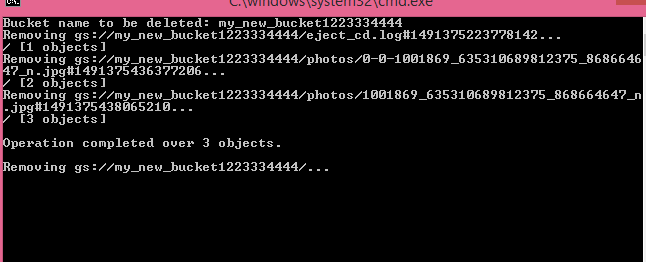 C:\windows\system32\cmd.exe
Bucket name to be deleted: my_new_bucket1223334444
Removing gs://my_new_bucket1223334444/eject_cd.log#1491375223778142...
/ [1 objects]
Removing gs://my_new_bucket1223334444/photos/0-0-1001869_635310689812375_8686646
47_n.jpg#1491375436377206...
/ [2 objects]
Removing gs://my_new_bucket1223334444/photos/1001869_635310689812375_868664647_n
.jpg#1491375438065210...
/ [3 objects]
Operation completed over 3 objects.
Removing gs://my_new_bucket1223334444/...